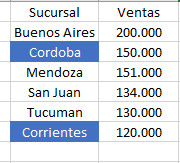 Sucursal Ventas
Buenos Aires 200.000
Cordoba 150.000
Mendoza 151.000
San Juan 134.000
Tucuman 130.000
Corrientes 120.000